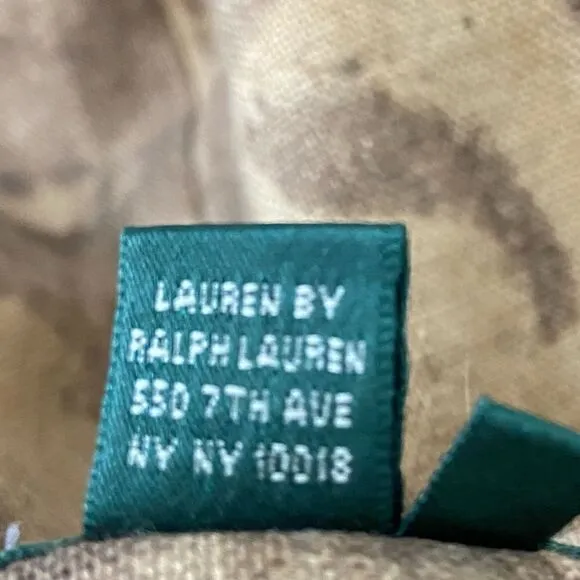 LAUREN BY
RALPH LAUREN
550 7TH AVE
NY NY 10018